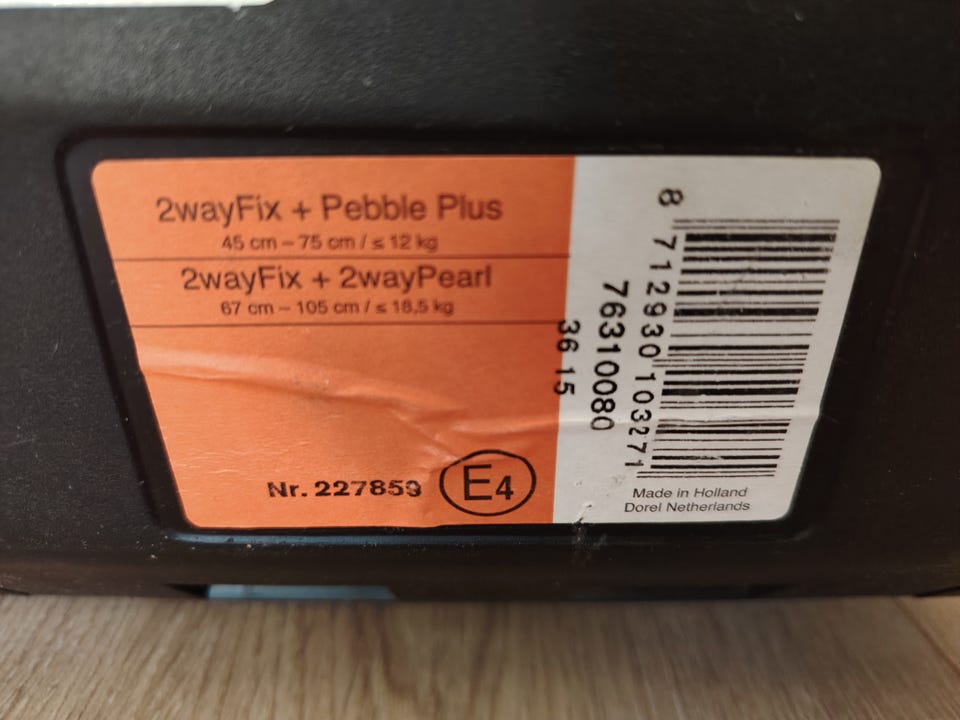 2wayFix + Pebble Plus
45 cm – 75 cm / ≤ 12 kg
2wayFix + 2wayPearl
67 cm – 105 cm / ≤ 18,5 kg
Nr. 227859
E4
36 15
76310080
8 712930 103271
Made in Holland
Dorel Netherlands